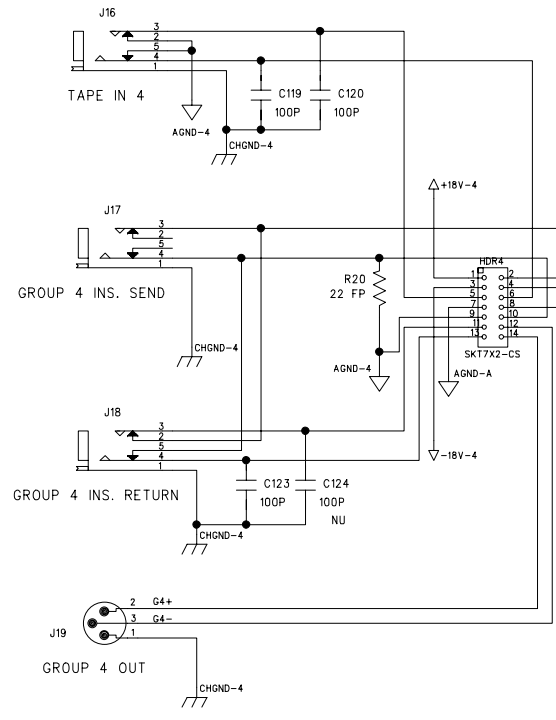 J16
3
2
5
4
1
TAPE IN 4
C119
100P
C120
100P
AGND-4
CHGND-4
+18V-4
J17
3
2
5
4
1
GROUP 4 INS. SEND
CHGND-4
R20
22 FP
AGND-4
HDR4
1 2
3 4
5 6
7 8
9 10
11 12
13 14
SKT7X2-CS
AGND-A
-18V-4
J18
3
2
5
4
1
GROUP 4 INS. RETURN
C123
100P
C124
100P
NU
CHGND-4
J19
2 G4+
3 G4-
1
GROUP 4 OUT
CHGND-4